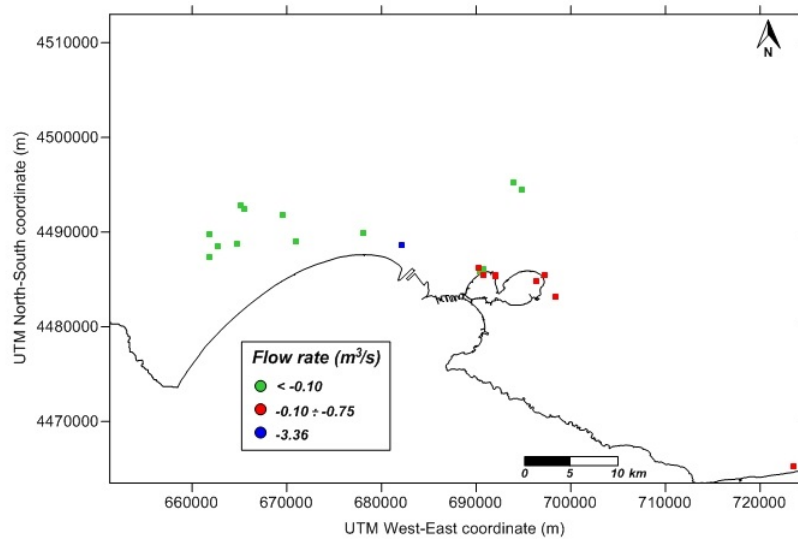 N
4510000
4500000
4490000
4480000
4470000
UTM North-South coordinate (m)
Flow rate (m³/s)
< -0.10
-0.10 ÷ -0.75
-3.36
0 5 10 km
660000 670000 680000 690000 700000 710000 720000
UTM West-East coordinate (m)